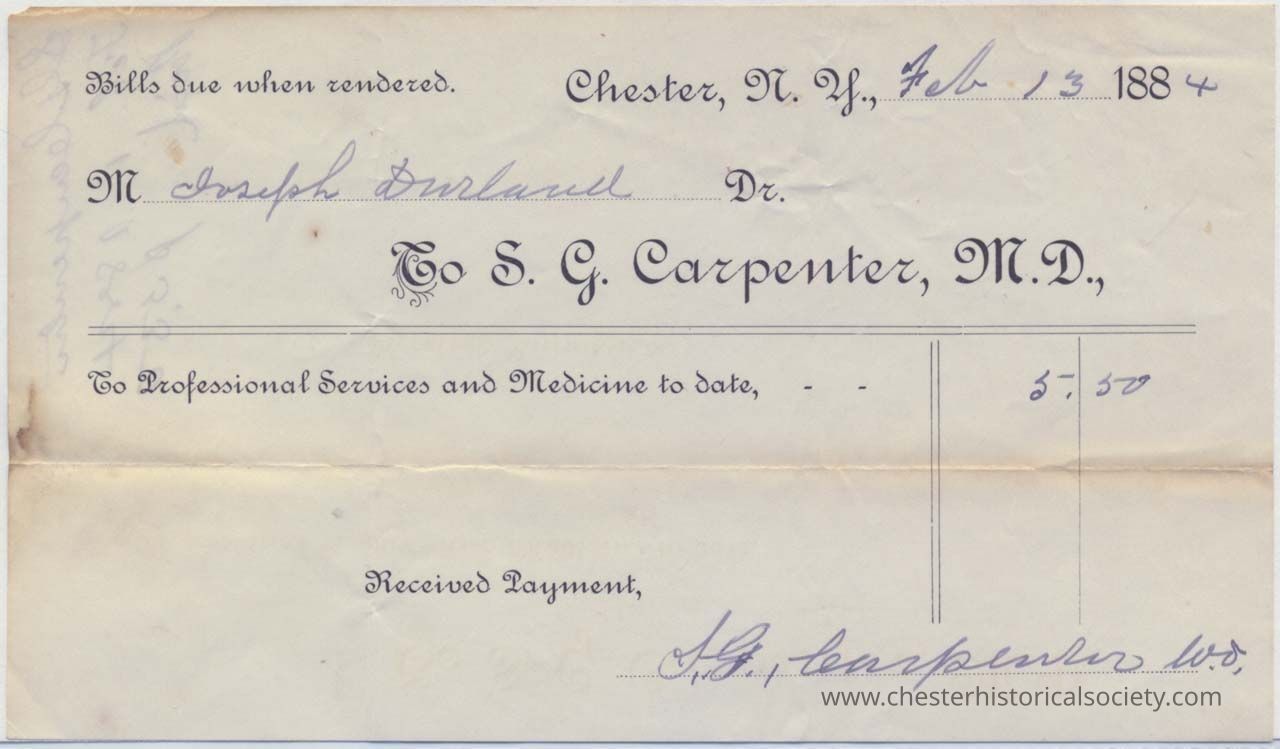 Bills due when rendered. Chester, N. Y., Feb 13 1884
M Joseph Durland Dr.
To S. G. Carpenter, M.D.,
To Professional Services and Medicine to date, - - 5. 50
Received Payment,
S. G., Carpenter M.D.
www.chesterhistoricalsociety.com